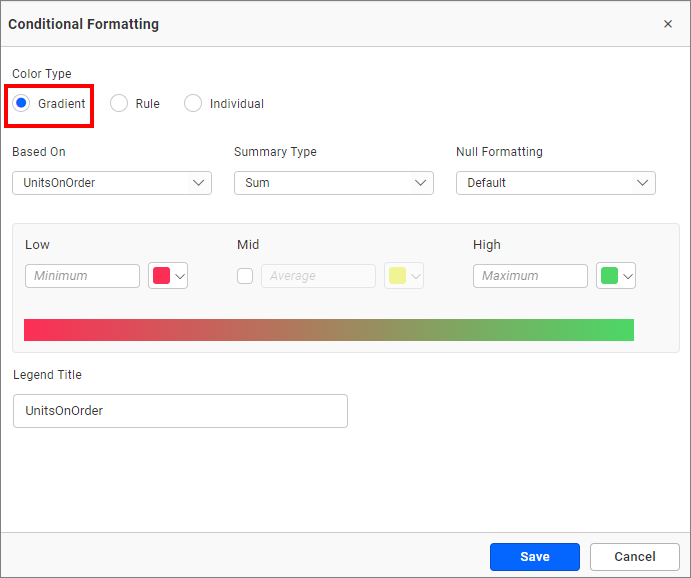 Conditional Formatting ×
Color Type
Gradient Rule Individual
Based On Summary Type Null Formatting
UnitsOnOrder Sum Default
Low Mid High
Minimum Average Maximum
Legend Title
UnitsOnOrder
Save Cancel